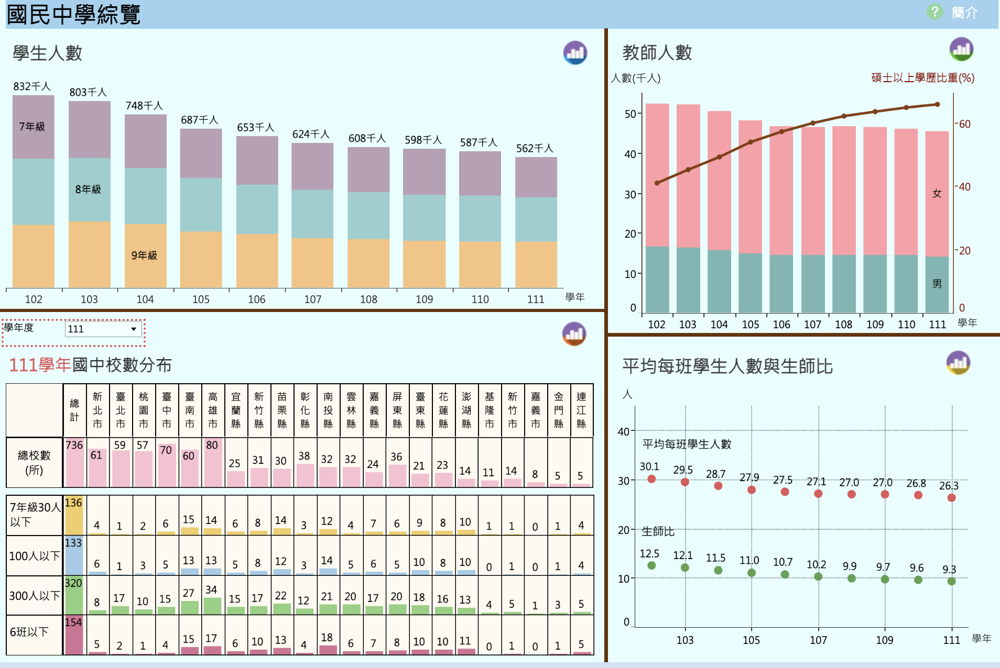 國民中學綜覽
? 簡介
學生人數
832千人 803千人 748千人 687千人 653千人 624千人 608千人 598千人 587千人 562千人
7年級
8年級
9年級
102 103 104 105 106 107 108 109 110 111 學年
教師人數
人數(千人) 碩士以上學歷比重(%)
50
40
30
20
10
0
60
40
20
0
女
男
102 103 104 105 106 107 108 109 110 111 學年
學年度 111
111學年國中校數分布
總計 新北市 臺北市 桃園市 臺中市 臺南市 高雄市 宜蘭縣 新竹縣 苗栗縣 彰化縣 南投縣 雲林縣 嘉義縣 屏東縣 臺東縣 花蓮縣 澎湖縣 基隆市 新竹市 嘉義市 金門縣 連江縣
總校數(所) 736 61 59 57 70 60 80 25 31 30 38 32 32 24 36 21 23 14 11 14 8 5 5
7年級30人以下 136 4 1 2 6 15 14 6 8 14 3 12 4 7 6 9 8 10 1 1 0 1 4
100人以下 133 6 1 3 5 13 13 5 8 12 3 14 5 6 5 10 8 10 0 1 0 1 4
300人以下 320 8 17 10 15 27 34 15 17 22 12 21 20 17 20 18 16 13 4 5 1 3 5
6班以下 154 5 2 1 4 15 17 6 10 13 4 18 6 7 8 10 10 11 0 1 0 1 5
平均每班學生人數與生師比
人
40
30
20
10
0
平均每班學生人數
30.1 29.5 28.7 27.9 27.5 27.1 27.0 27.0 26.8 26.3
生師比
12.5 12.1 11.5 11.0 10.7 10.2 9.9 9.7 9.6 9.3
103 105 107 109 111 學年